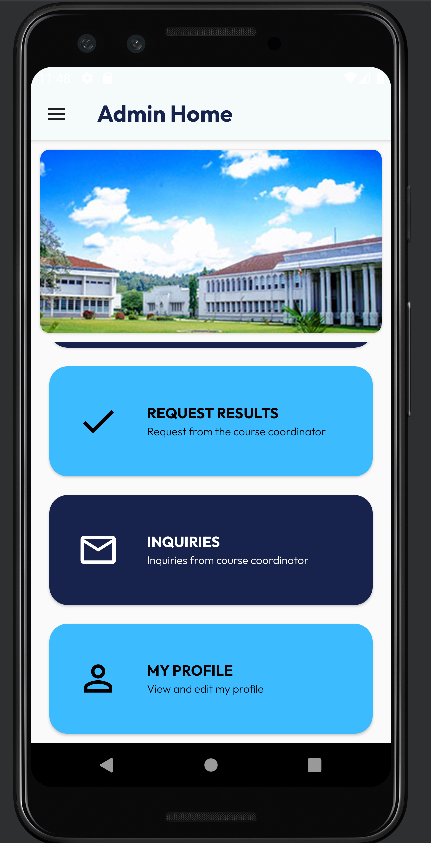 Admin Home
REQUEST RESULTS
Request from the course coordinator
INQUIRIES
Inquiries from course coordinator
MY PROFILE
View and edit my profile